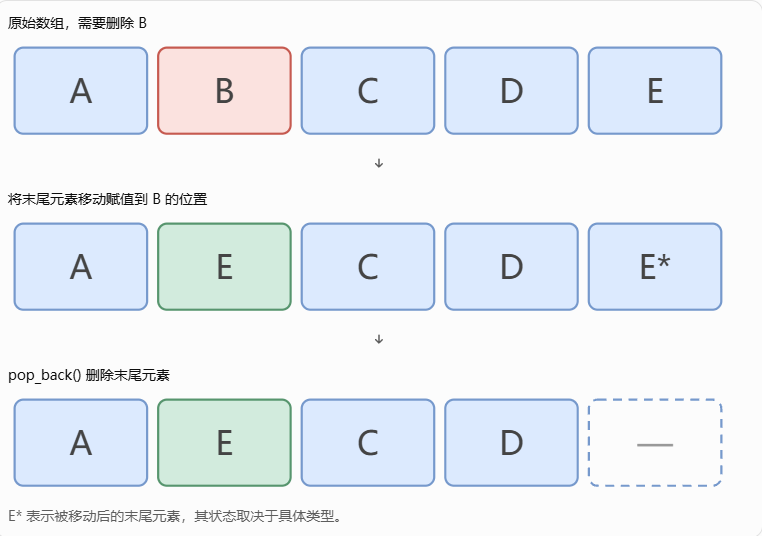 原始数组，需要删除 B
A B C D E
↓
将末尾元素移动赋值到 B 的位置
A E C D E*
↓
pop_back() 删除末尾元素
A E C D —
E* 表示被移动后的末尾元素，其状态取决于具体类型。